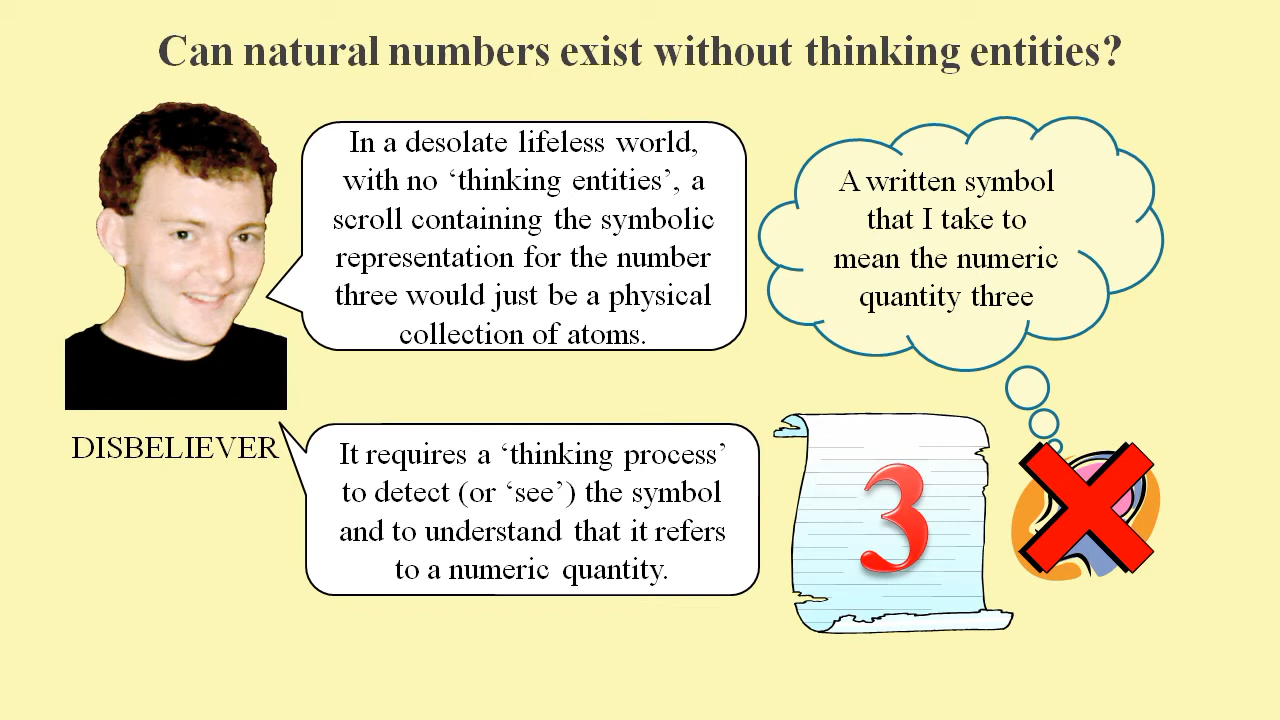 Can natural numbers exist without thinking entities?
In a desolate lifeless world,
with no ‘thinking entities’, a
scroll containing the symbolic
representation for the number
three would just be a physical
collection of atoms.
A written symbol
that I take to
mean the numeric
quantity three
DISBELIEVER
It requires a ‘thinking process’
to detect (or ‘see’) the symbol
and to understand that it refers
to a numeric quantity.
3